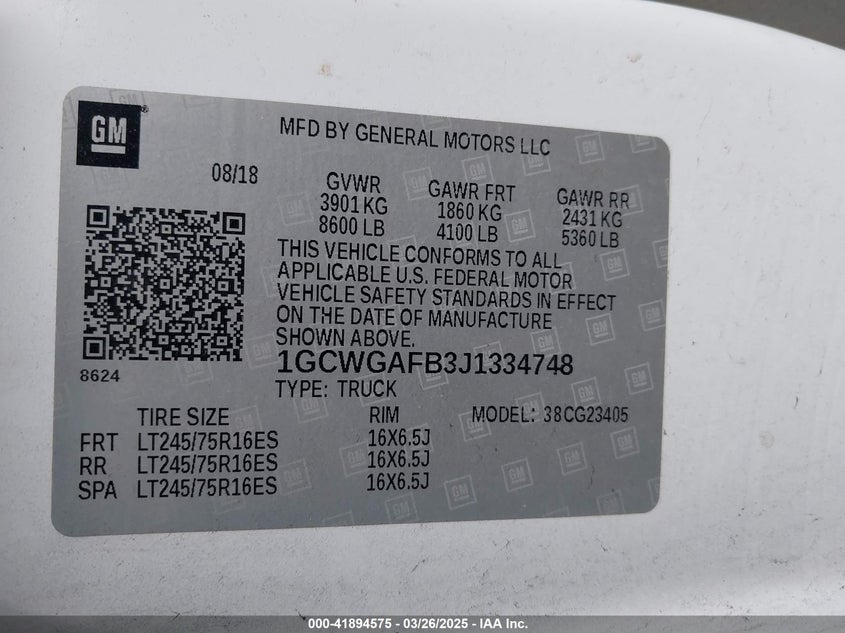 GM ®
MFD BY GENERAL MOTORS LLC
08/18
GVWR GAWR FRT GAWR RR
3901 KG 1860 KG 2431 KG
8600 LB 4100 LB 5360 LB
THIS VEHICLE CONFORMS TO ALL
APPLICABLE U.S. FEDERAL MOTOR
VEHICLE SAFETY STANDARDS IN EFFECT
ON THE DATE OF MANUFACTURE
SHOWN ABOVE.
8624
1GCWGAFB3J1334748
TYPE: TRUCK
TIRE SIZE RIM MODEL: 38CG23405
FRT LT245/75R16ES 16X6.5J
RR LT245/75R16ES 16X6.5J
SPA LT245/75R16ES 16X6.5J
000-41894575 - 03/26/2025 - IAA Inc.